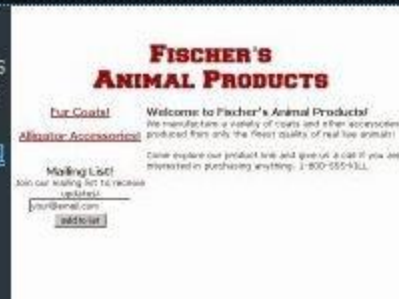 FISCHER'S
ANIMAL PRODUCTS
Fur Coats!
Alligator Accessories!
Mailing List!
Join our mailing list to receive
updates!
your@email.com
add to list
Welcome to Fischer's Animal Products!
We manufacture a variety of coats and other accessories
produced from only the finest quality of real live animals!
Come explore our product line and give us a call if you are
interested in purchasing anything. 1-800-555-KILL